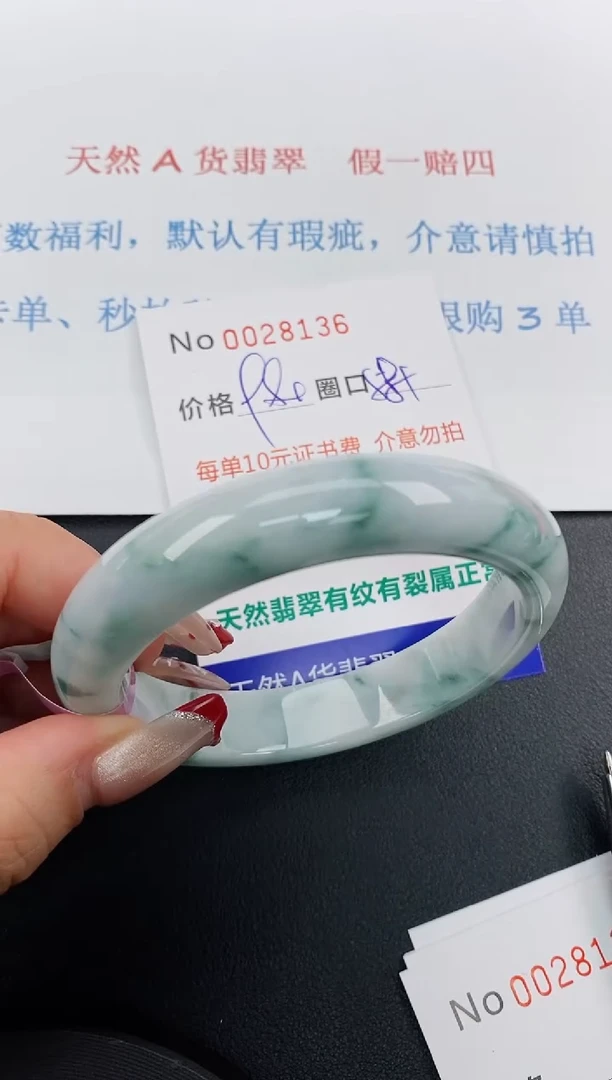 天然 A 货翡翠 假一赔四
数福利，默认有瑕疵，介意请慎拍
单、秒
限购 3 单
No 0028136
价格 圈口
每单10元证书费 介意勿拍
天然翡翠有纹有裂属正常
天然A货翡翠
No 00281